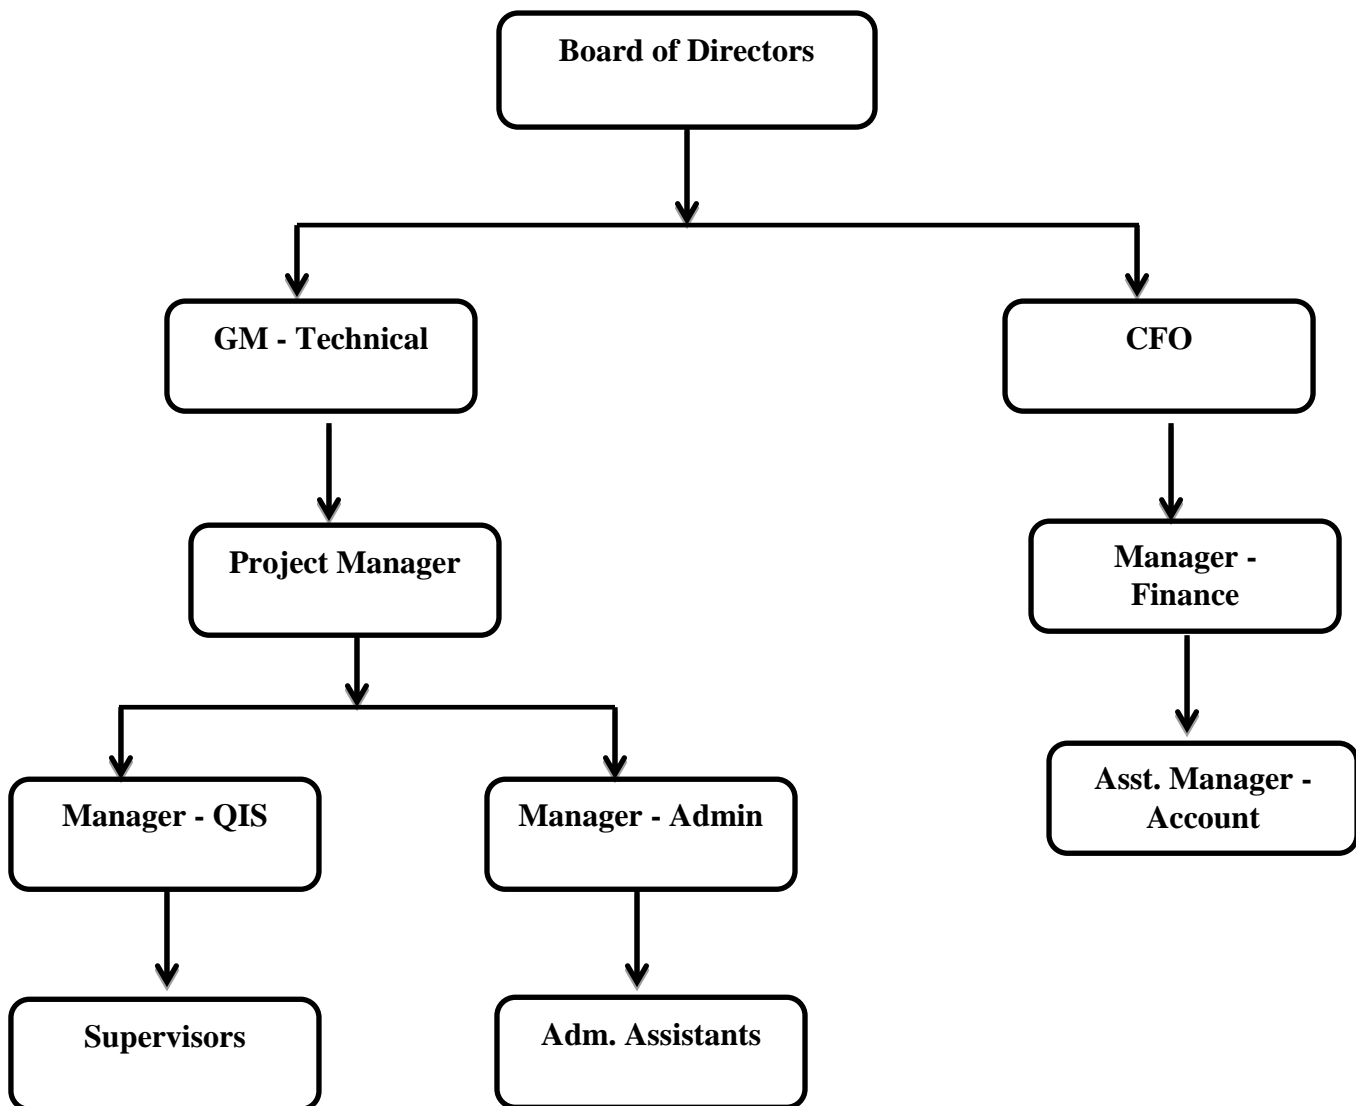 Board of Directors
GM - Technical
CFO
Project Manager
Manager -
Finance
Manager - QIS
Manager - Admin
Asst. Manager -
Account
Supervisors
Adm. Assistants